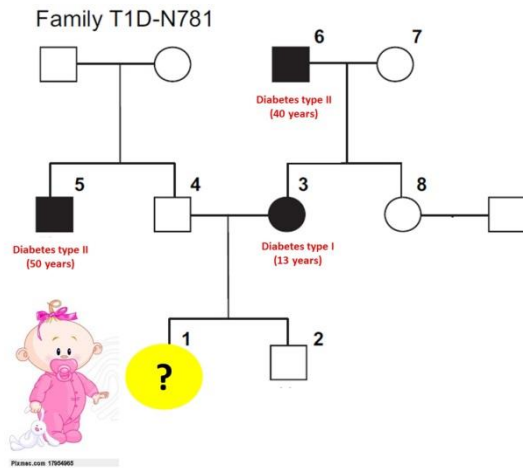 Family T1D-N781
6
7
Diabetes type II
(40 years)
5
4
3
8
Diabetes type II
(50 years)
Diabetes type I
(13 years)
1
2
?
Pixmac.com 17954965